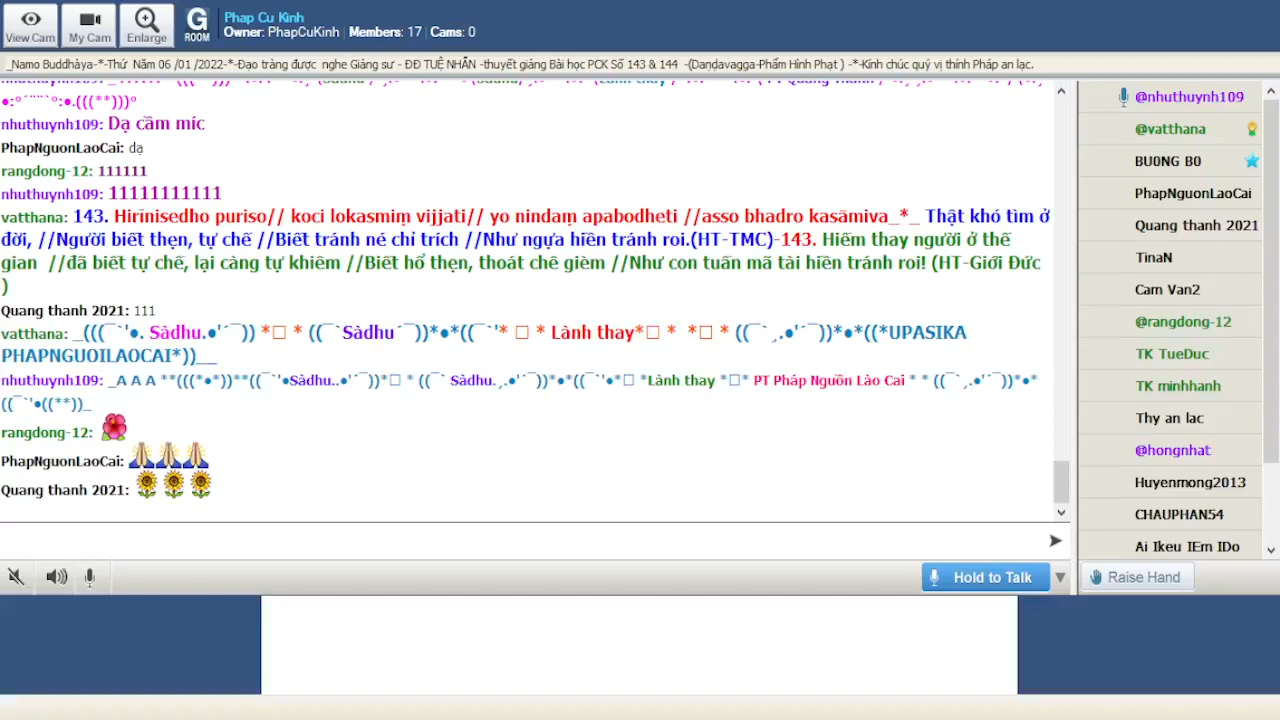 View Cam
My Cam
Enlarge
G
ROOM
Phap Cu Kinh
Owner: PhapCuKinh | Members: 17 | Cams: 0
_Namo Buddhàya-*-Thứ Năm 06 /01 /2022-*-Đạo tràng được nghe Giảng sư - ĐĐ TUỆ NHẪN -thuyết giảng Bài học PCK Số 143 & 144 -(Daṇḍavagga-Phẩm Hình Phạt ) -*-Kính chúc quý vị thính Pháp an lạc.
●:°´¨¨`°:●.(((**)))°
nhuthuynh109: Dạ cầm míc
PhapNguonLaoCai: dạ
rangdong-12: 111111
nhuthuynh109: 11111111111
vatthana: 143. Hirīnisedho puriso// koci lokasmiṃ vijjati// yo nindaṃ apabodheti //asso bhadro kasāmiva_*_ Thật khó tìm ở
đời, //Người biết thẹn, tự chế //Biết tránh né chỉ trích //Như ngựa hiền tránh roi.(HT-TMC)-143. Hiếm thay người ở thế
gian //đã biết tự chế, lại càng tự khiêm //Biết hổ thẹn, thoát chê gièm //Như con tuấn mã tài hiền tránh roi! (HT-Giới Đức
)
Quang thanh 2021: 111
vatthana: _(((¯`'●. Sàdhu.●'´¯)) *□ * ((¯`Sàdhu´¯))*●*((¯`'* □ * Lành thay*□ * *□ * ((¯`¸.●'´¯))*●*((*UPASIKA
PHAPNGUOILAOCAI*))__
nhuthuynh109: _A A A **(((*●*))**((¯`'●Sàdhu..●'´¯))*□ * ((¯` Sàdhu.¸.●'´¯))*●*((¯`'●*□ *Lành thay *□* PT Pháp Nguồn Lào Cai * * ((¯`¸.●'´¯))*●*
((¯`'●((**))_
rangdong-12:
PhapNguonLaoCai:
Quang thanh 2021:
@nhuthuynh109
@vatthana
BU0NG B0
PhapNguonLaoCai
Quang thanh 2021
TinaN
Cam Van2
@rangdong-12
TK TueDuc
TK minhhanh
Thy an lac
@hongnhat
Huyenmong2013
CHAUPHAN54
Ai Ikeu IEm IDo
Hold to Talk
Raise Hand